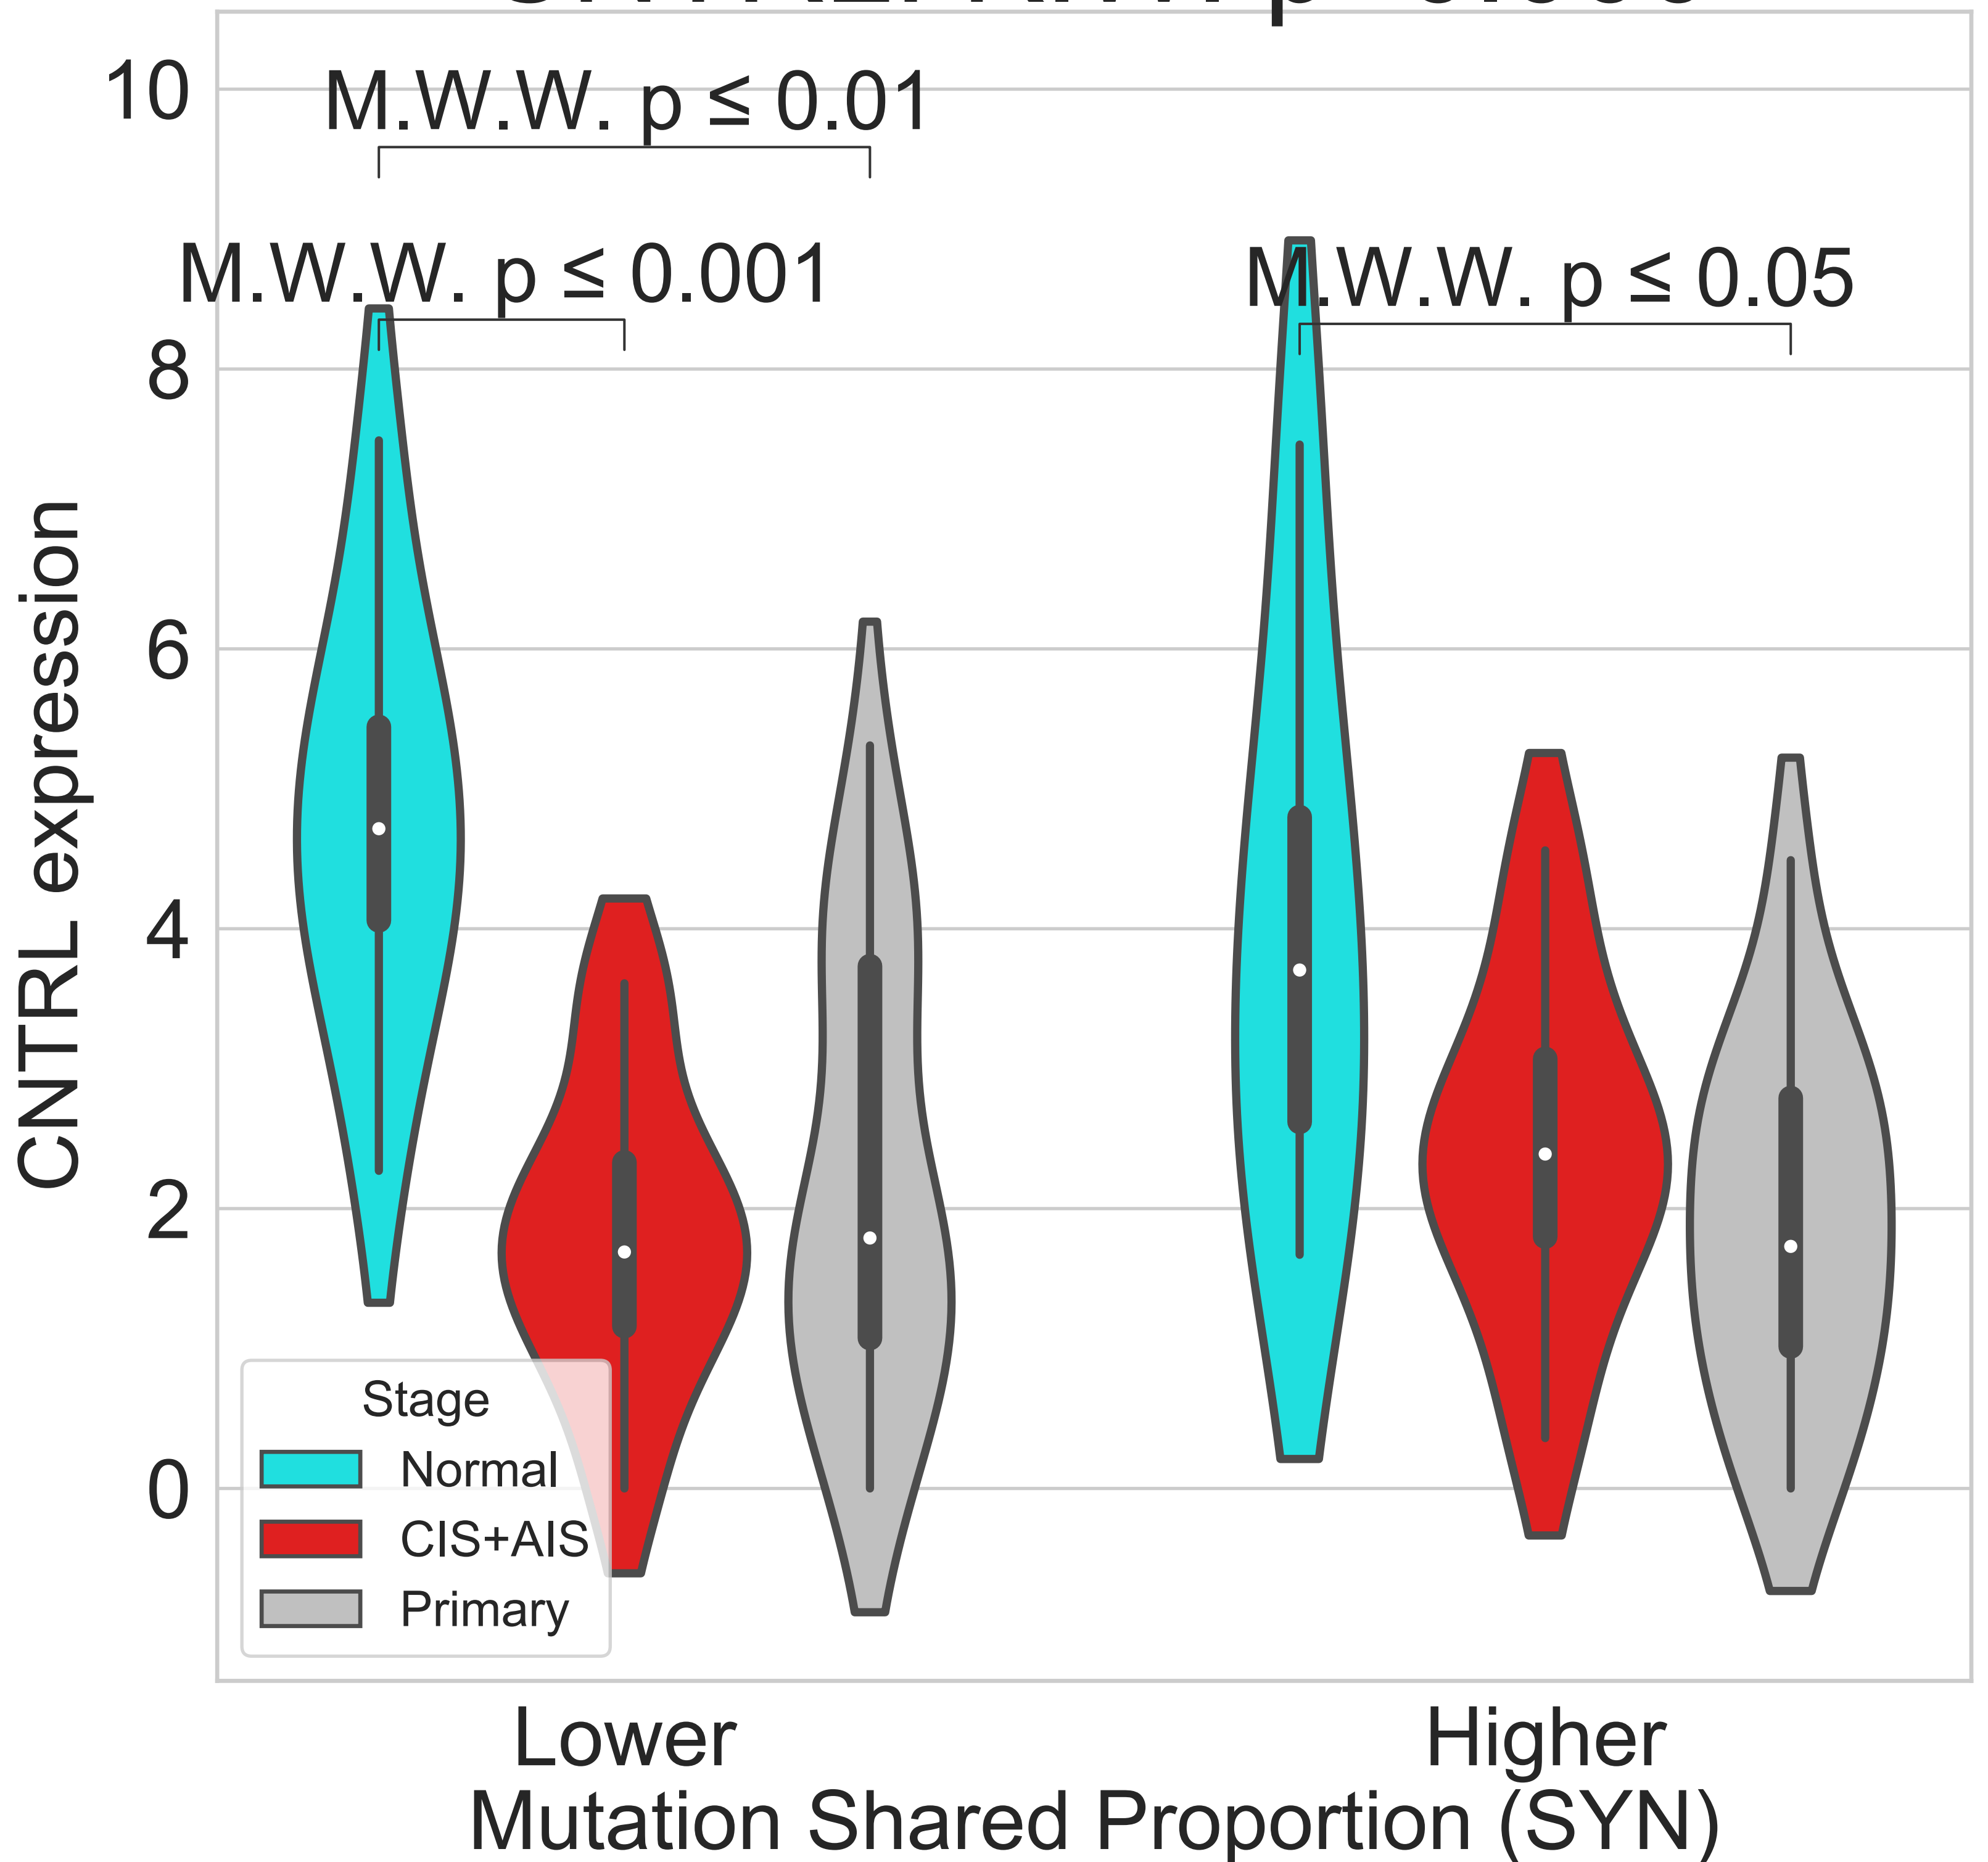 10
M.W.W. p ≤ 0.01
M.W.W. p ≤ 0.001
M.W.W. p ≤ 0.05
8
6
4
2
0
CNTRL expression
Stage
Normal
CIS+AIS
Primary
Lower
Higher
Mutation Shared Proportion (SYN)